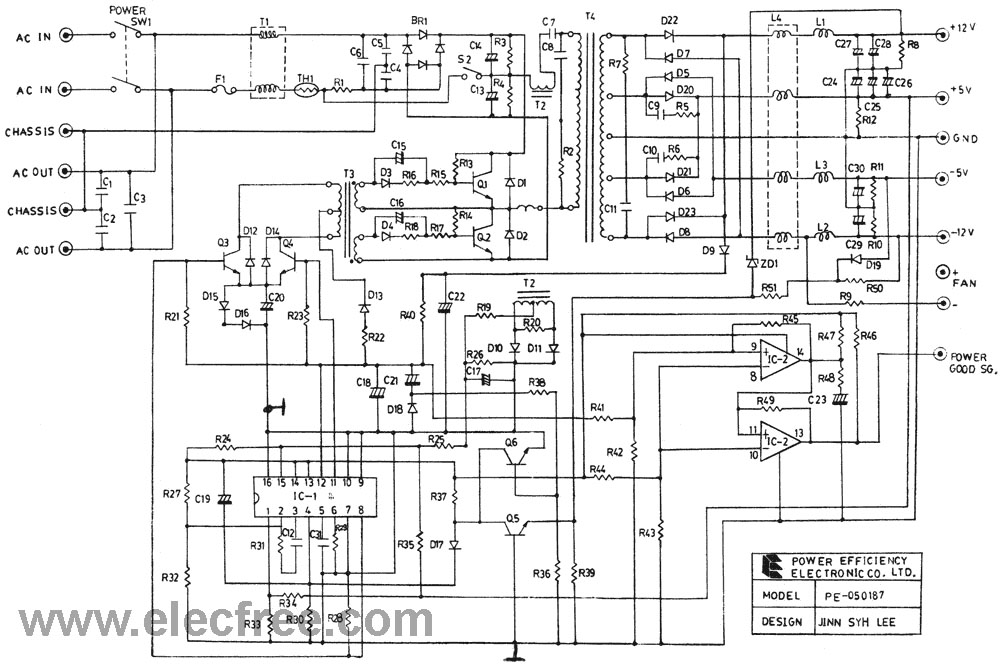 POWER
SW1
T1
BR1
C7
T4
D22
L4
L1
+12V
AC IN
C5
C6
C14
R3
C8
D7
C27
C28
R8
S2
R7
D5
AC IN
F1
TH1
R1
C4
C13
R4
T2
D20
C24
C26
+5V
C9
R5
C25
R12
CHASSIS
GND
C15
R13
R2
C10
R6
AC OUT
T3
D3
R16
R15
Q1
D1
D21
L3
C30
R11
-5V
C1
C3
C16
D6
CHASSIS
R14
C11
D23
C2
D4
R18
R17
Q2
D2
D8
L2
R10
-12V
AC OUT
Q3
D12
D14
Q4
D9
ZD1
C29
D19
+
FAN
-
D15
C20
D13
C22
T2
R51
R50
R9
D16
R21
R23
R22
R40
R19
R20
R45
R47
R46
D10
D11
9
+
IC-2
14
-
8
POWER
GOOD SG.
R26
C17
C18
C21
D18
R38
R48
C23
R49
R41
11
+
IC-2
13
-
10
R24
R25
Q6
R42
R44
16 15 14 13 12 11 10 9
R27
C19
IC-1
R37
1 2 3 4 5 6 7 8
Q5
R43
C12
C31
R29
R31
R35
D17
R32
R36
R39
R34
R33
R30
R28
POWER EFFICIENCY
ELECTRONIC CO. LTD.
MODEL PE-050187
DESIGN JINN SYH LEE
www.elecfree.com